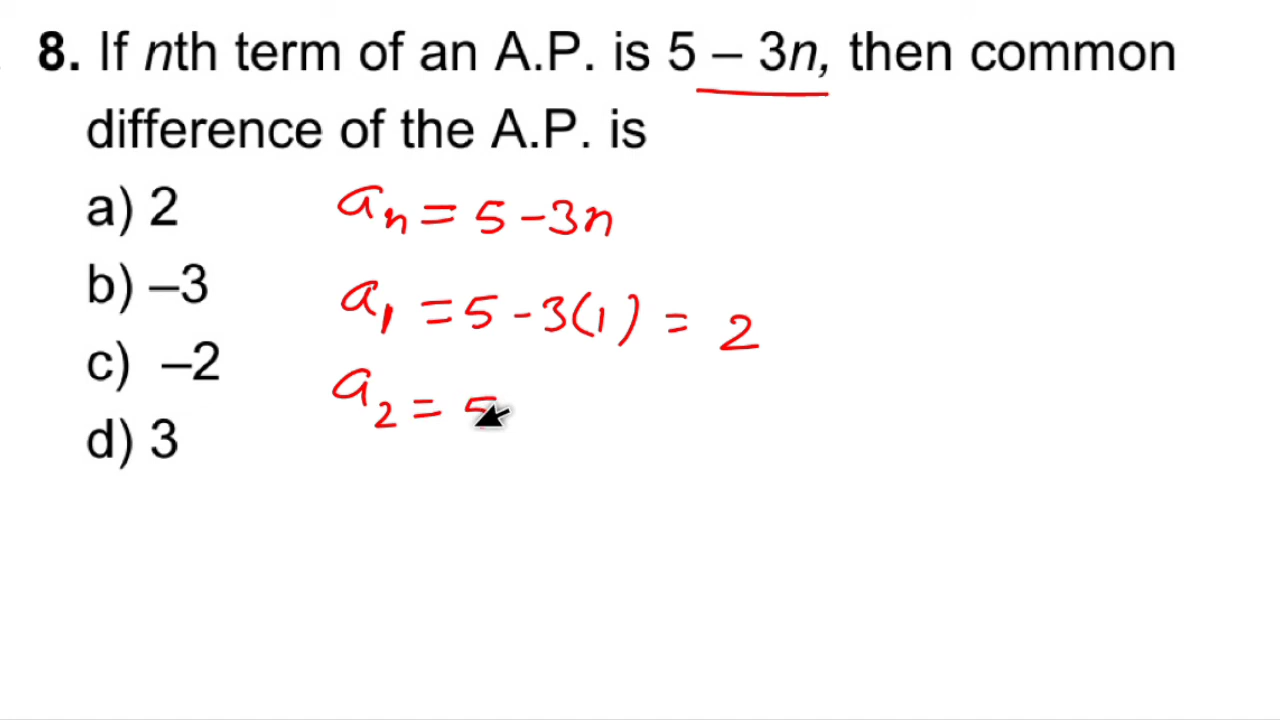 8. If nth term of an A.P. is 5 – 3n, then common
difference of the A.P. is
a) 2
b) –3
c) –2
d) 3
aₙ = 5 - 3n
a₁ = 5 - 3(1) = 2
a₂ = 5